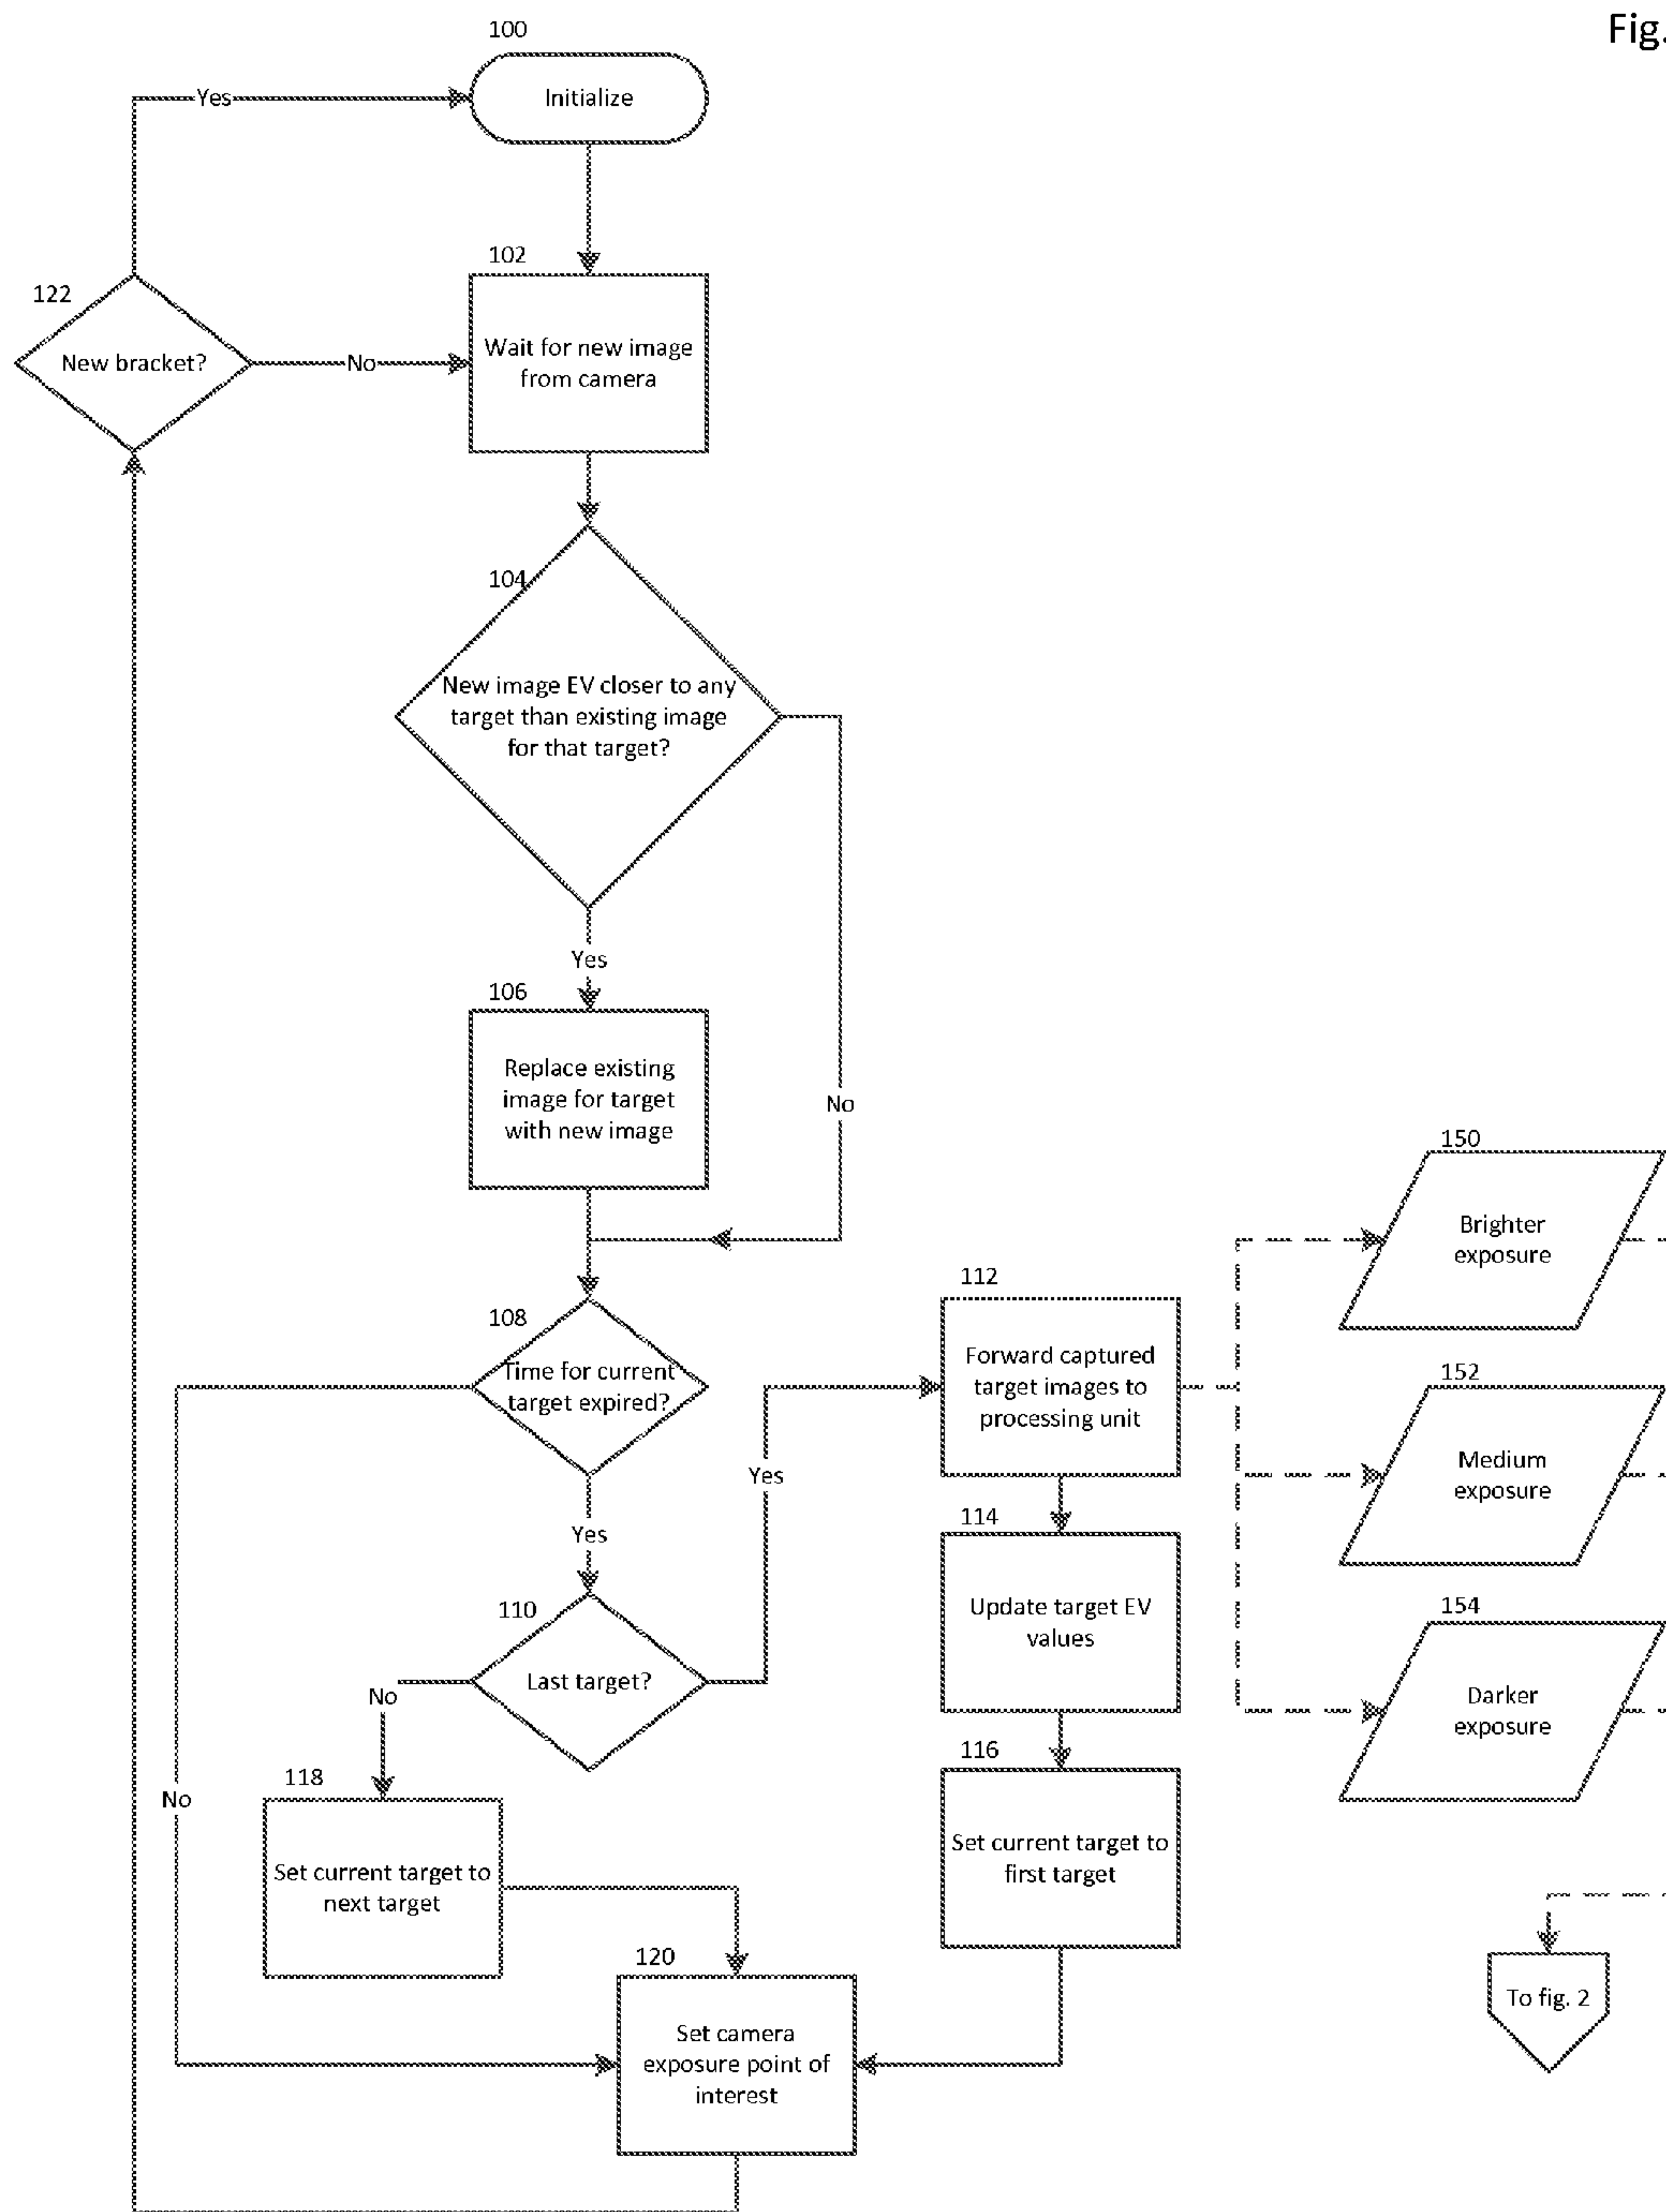 Fig.
100
Initialize
Yes
102
Wait for new image
from camera
122
New bracket?
No
104
New image EV closer to any
target than existing image
for that target?
Yes
No
106
Replace existing
image for target
with new image
108
Time for current
target expired?
Yes
No
110
Last target?
Yes
No
112
Forward captured
target images to
processing unit
114
Update target EV
values
116
Set current target to
first target
118
Set current target to
next target
120
Set camera
exposure point of
interest
150
Brighter
exposure
152
Medium
exposure
154
Darker
exposure
To fig. 2